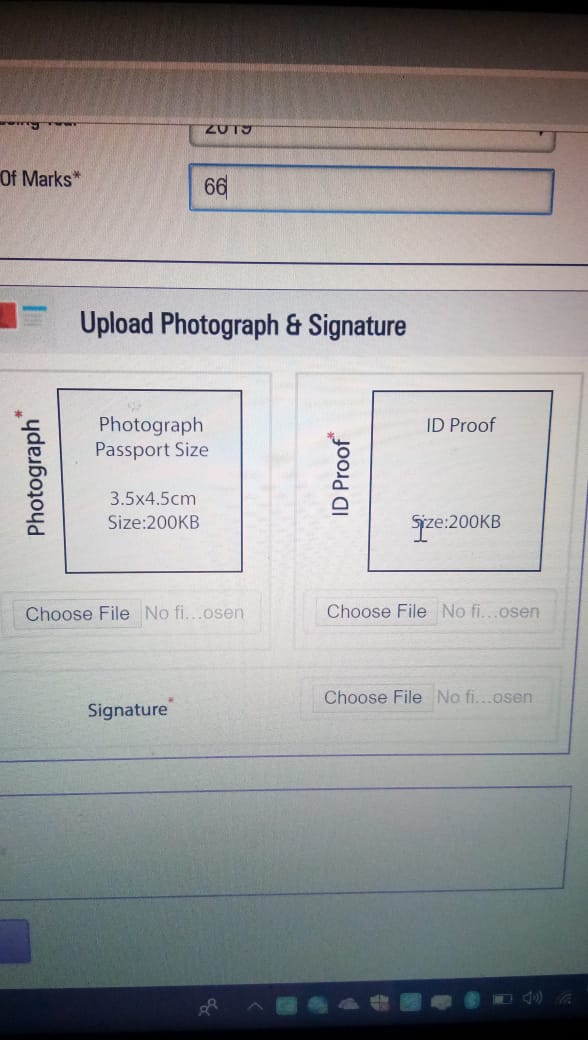 2019
Of Marks*
66
Upload Photograph & Signature
Photograph*
Photograph
Passport Size
3.5x4.5cm
Size:200KB
ID Proof*
ID Proof
Size:200KB
Choose File No fi...osen
Choose File No fi...osen
Signature*
Choose File No fi...osen